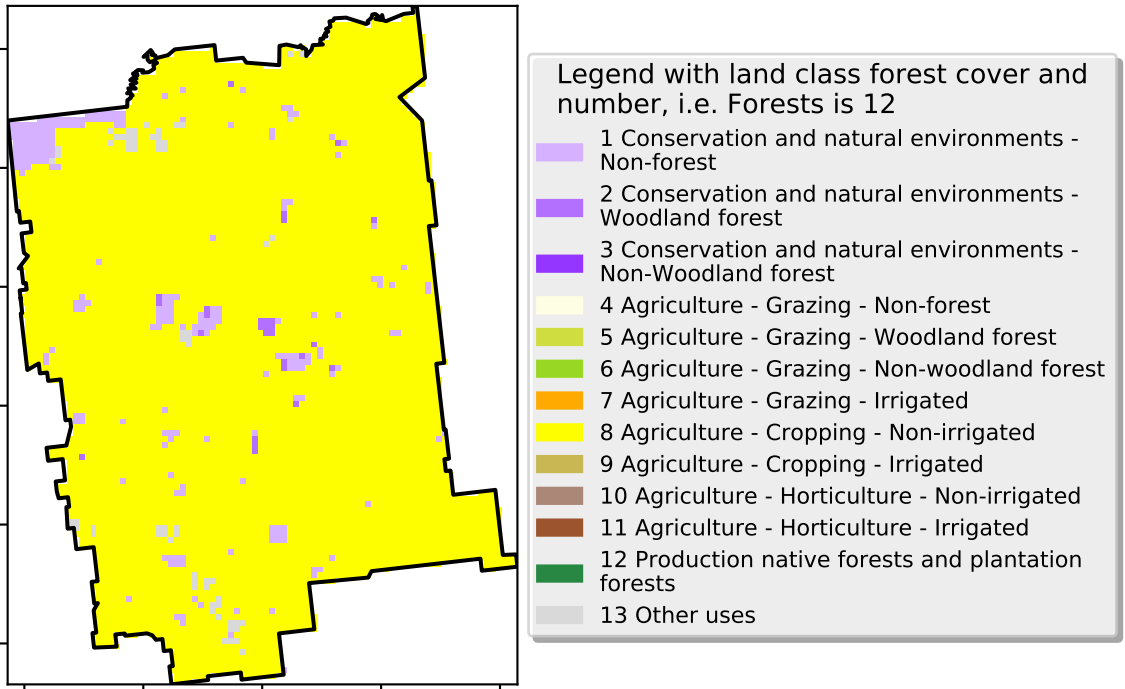 Legend with land class forest cover and
number, i.e. Forests is 12
1 Conservation and natural environments -
Non-forest
2 Conservation and natural environments -
Woodland forest
3 Conservation and natural environments -
Non-Woodland forest
4 Agriculture - Grazing - Non-forest
5 Agriculture - Grazing - Woodland forest
6 Agriculture - Grazing - Non-woodland forest
7 Agriculture - Grazing - Irrigated
8 Agriculture - Cropping - Non-irrigated
9 Agriculture - Cropping - Irrigated
10 Agriculture - Horticulture - Non-irrigated
11 Agriculture - Horticulture - Irrigated
12 Production native forests and plantation
forests
13 Other uses